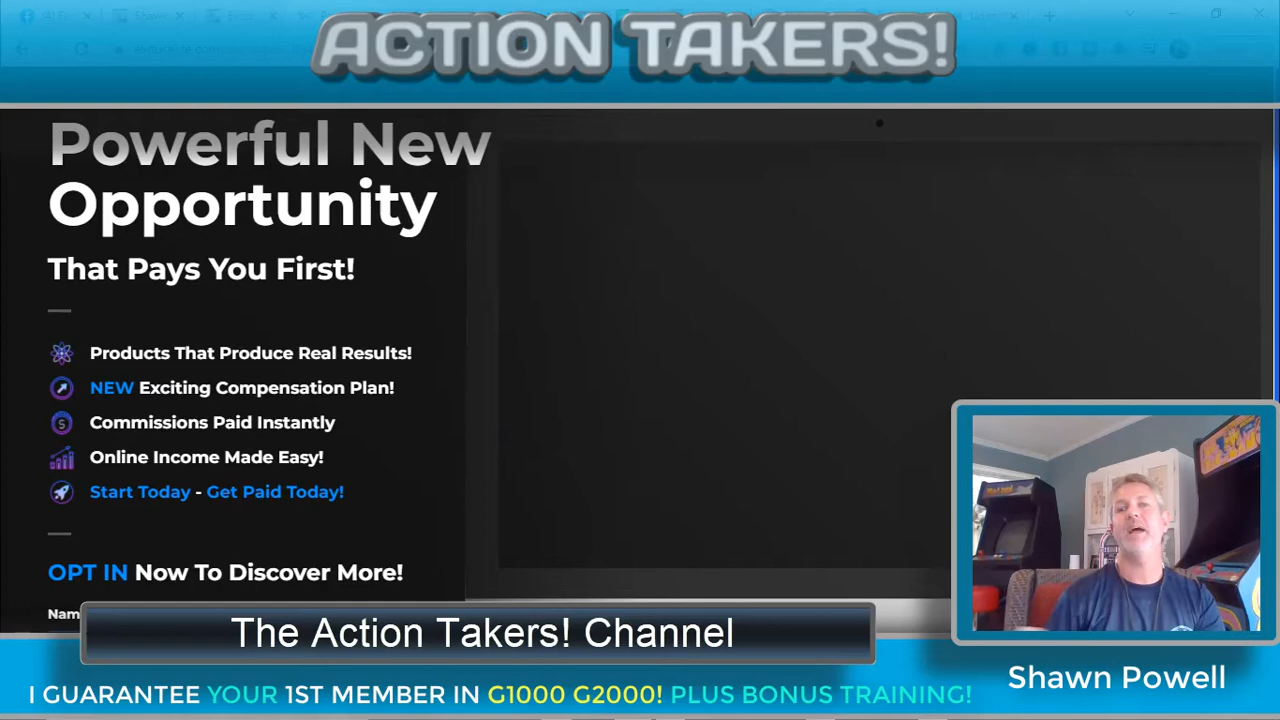 ACTION TAKERS!
Powerful New
Opportunity
That Pays You First!
Products That Produce Real Results!
NEW Exciting Compensation Plan!
Commissions Paid Instantly
Online Income Made Easy!
Start Today - Get Paid Today!
OPT IN Now To Discover More!
Nam
The Action Takers! Channel
Shawn Powell
I GUARANTEE YOUR 1ST MEMBER IN G1000 G2000! PLUS BONUS TRAINING!